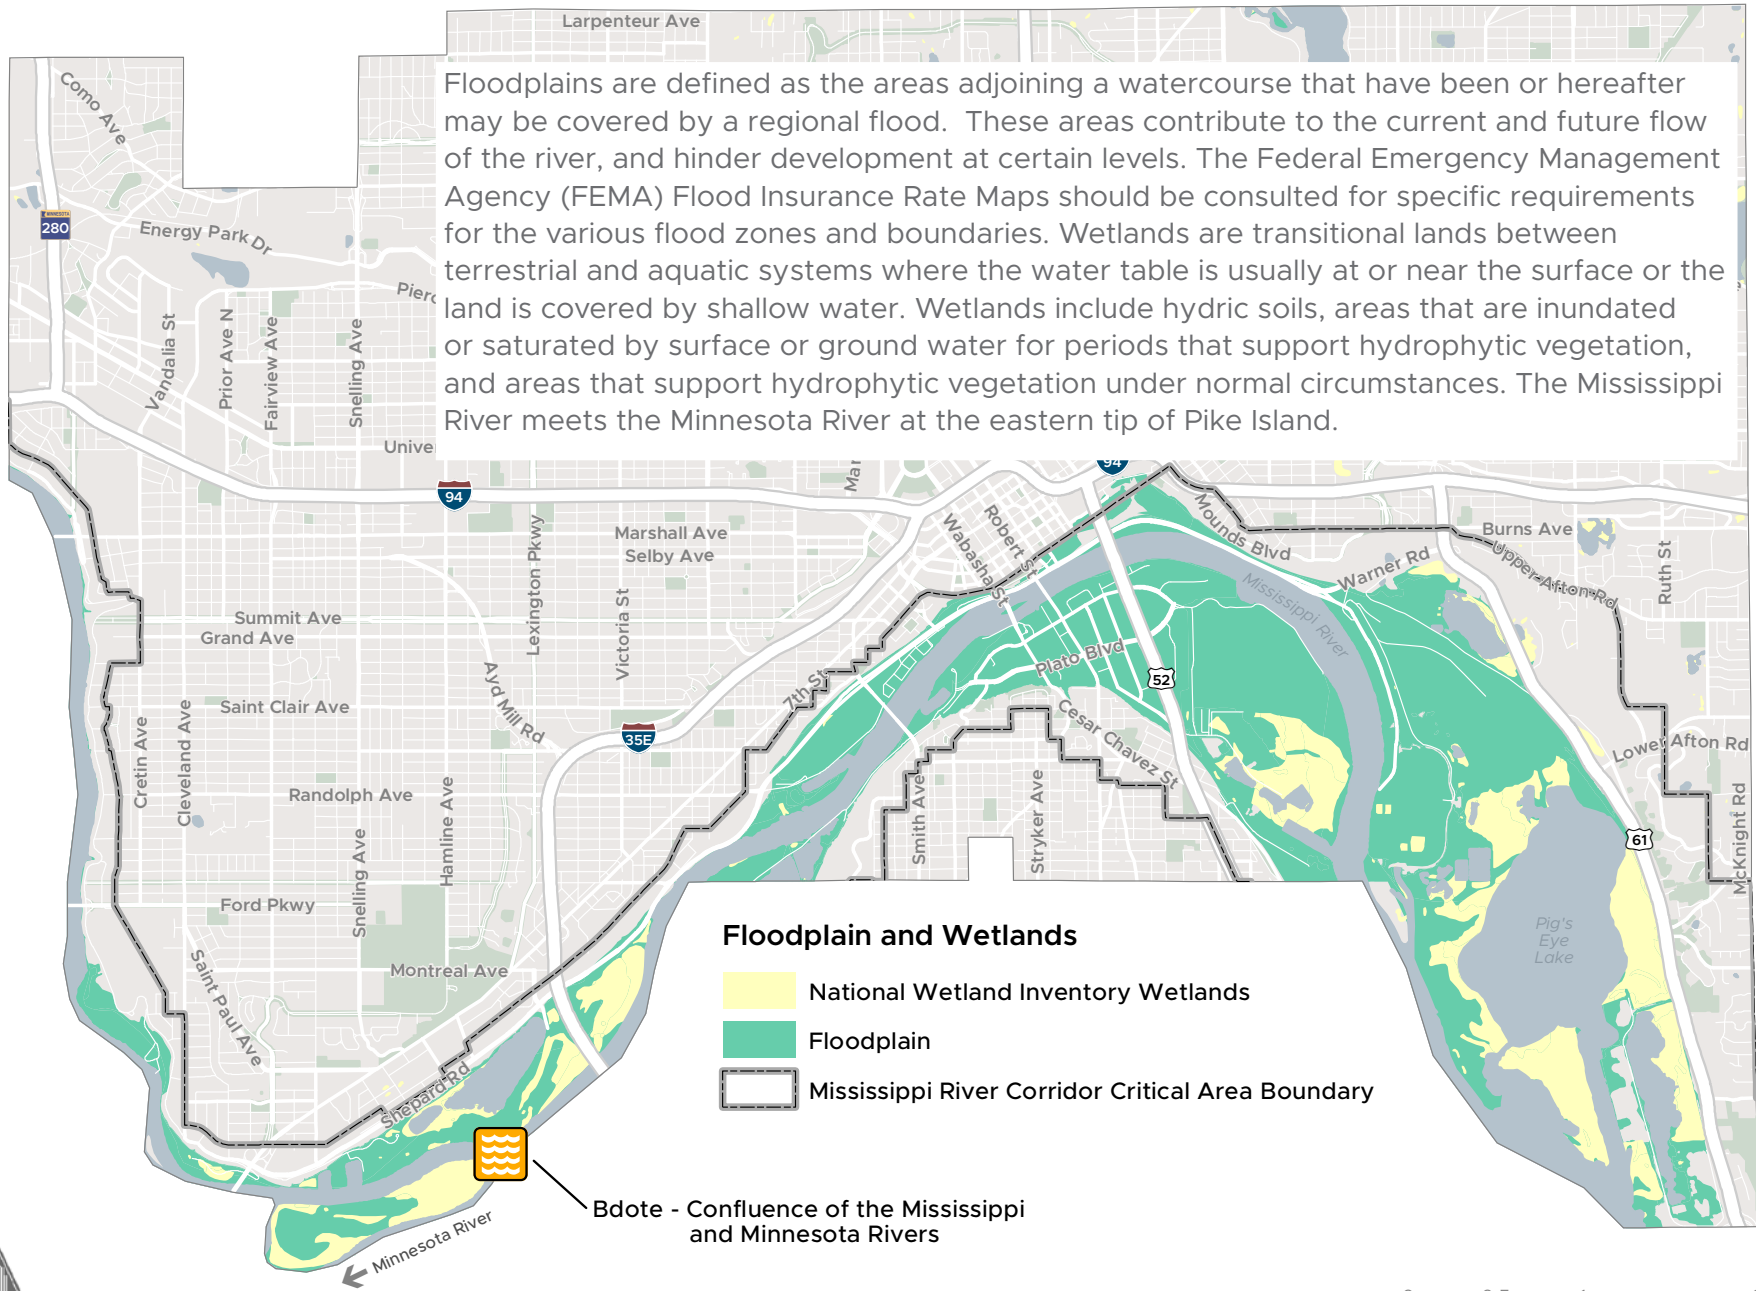 Larpenteur Ave
Floodplains are defined as the areas adjoining a watercourse that have been or hereafter
may be covered by a regional flood.  These areas contribute to the current and future flow
of the river, and hinder development at certain levels. The Federal Emergency Management
Agency (FEMA) Flood Insurance Rate Maps should be consulted for specific requirements
for the various flood zones and boundaries. Wetlands are transitional lands between
terrestrial and aquatic systems where the water table is usually at or near the surface or the
land is covered by shallow water. Wetlands include hydric soils, areas that are inundated
or saturated by surface or ground water for periods that support hydrophytic vegetation,
and areas that support hydrophytic vegetation under normal circumstances. The Mississippi
River meets the Minnesota River at the eastern tip of Pike Island.
Como Ave
MINNESOTA
280
Energy Park Dr
Vandalia St
Prior Ave N
Fairview Ave
Snelling Ave
94
94
Marshall Ave
Selby Ave
Lexington Pkwy
Victoria St
Wabasha St
Robert St
Mounds Blvd
Burns Ave
Upper Afton Rd
Ruth St
Warner Rd
Mississippi River
Summit Ave
Grand Ave
Plato Blvd
52
Saint Clair Ave
Ayd Mill Rd
7th St
Cesar Chavez St
35E
Lower Afton Rd
Cretin Ave
Cleveland Ave
Randolph Ave
Hamline Ave
Snelling Ave
Smith Ave
Stryker Ave
McKnight Rd
61
Ford Pkwy
Saint Paul Ave
Montreal Ave
Shepard Rd
Pig's
Eye
Lake
Floodplain and Wetlands
National Wetland Inventory Wetlands
Floodplain
Mississippi River Corridor Critical Area Boundary
Bdote - Confluence of the Mississippi
and Minnesota Rivers
Minnesota River